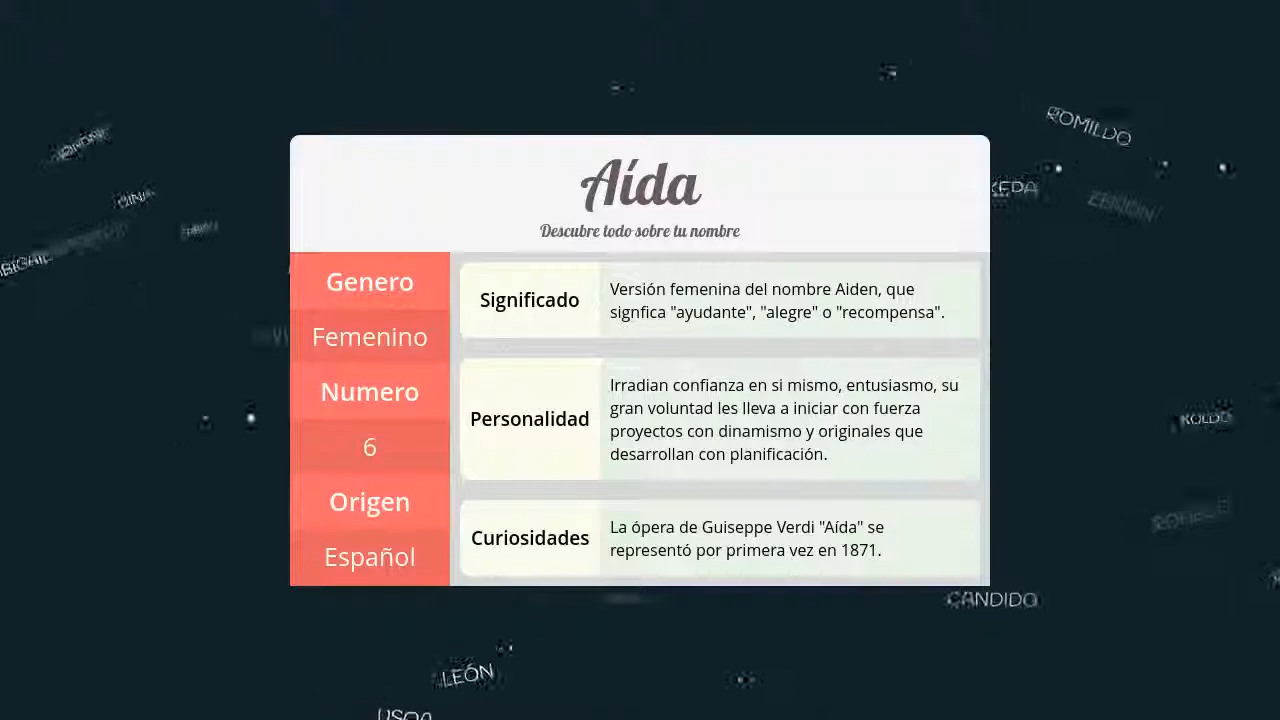 ROMILDO
Aída
Descubre todo sobre tu nombre
Genero
Femenino
Numero
6
Origen
Español
Significado
Versión femenina del nombre Aiden, que
signfica "ayudante", "alegre" o "recompensa".
Personalidad
Irradian confianza en si mismo, entusiasmo, su
gran voluntad les lleva a iniciar con fuerza
proyectos con dinamismo y originales que
desarrollan con planificación.
Curiosidades
La ópera de Guiseppe Verdi "Aída" se
representó por primera vez en 1871.
KOLDO
CANDIDO
LEÓN